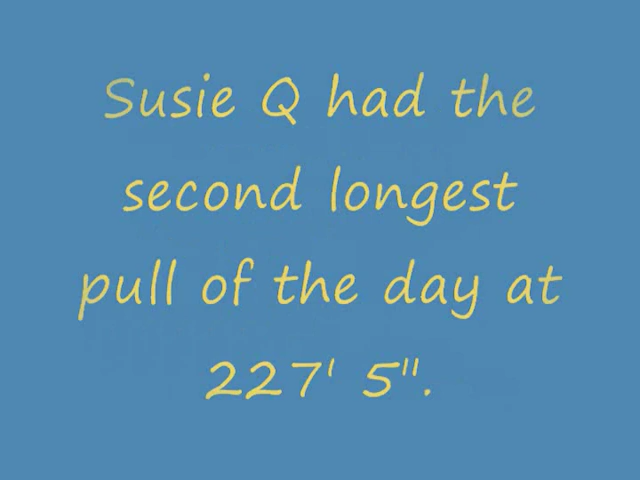 Susie Q had the
second longest
pull of the day at
227' 5".